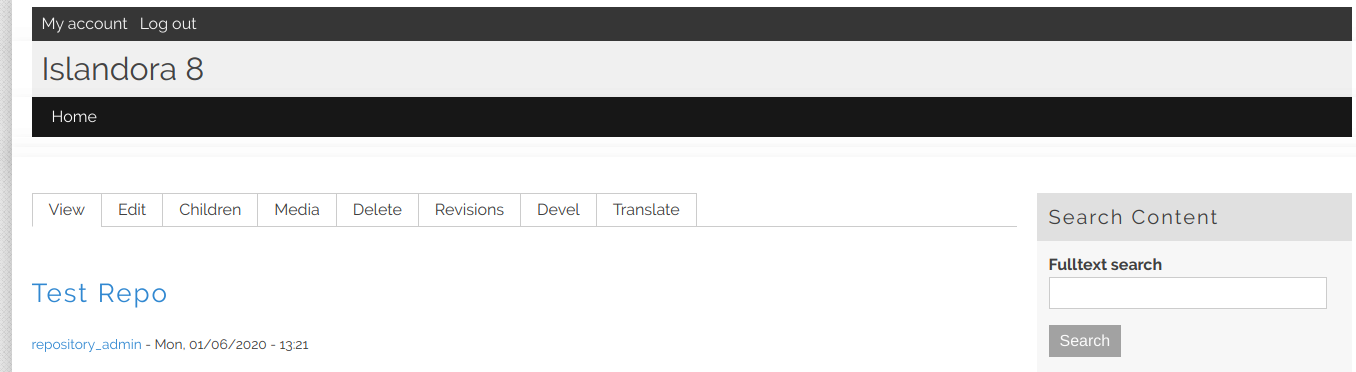 My account Log out
Islandora 8
Home
View Edit Children Media Delete Revisions Devel Translate
Test Repo
repository_admin - Mon, 01/06/2020 - 13:21
Search Content
Fulltext search
Search